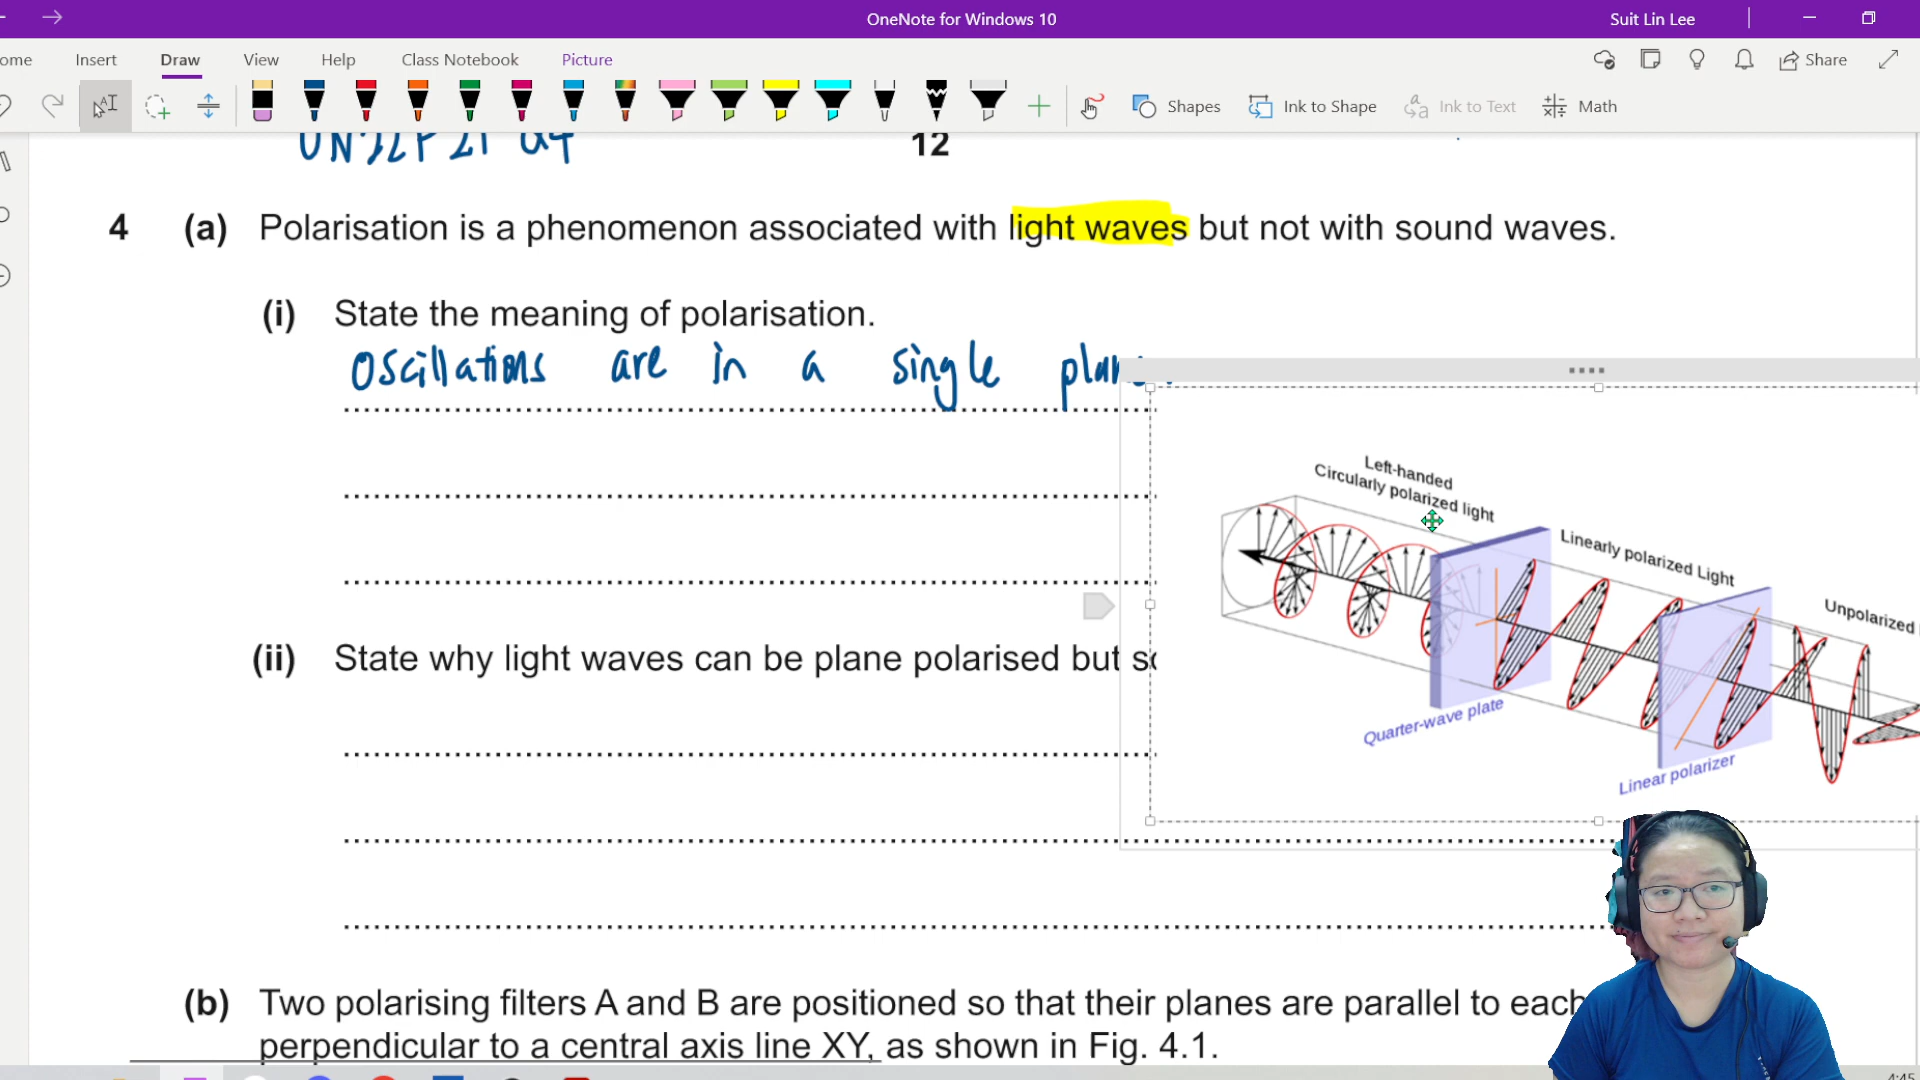 OneNote for Windows 10
Suit Lin Lee
Insert
Draw
View
Help
Class Notebook
Picture
Share
Shapes
Ink to Shape
Ink to Text
Math
12
4 (a) Polarisation is a phenomenon associated with light waves but not with sound waves.
(i) State the meaning of polarisation.
oscillations are in a single plane.
Left-handed
Circularly polarized light
Linearly polarized Light
Unpolarized
Quarter-wave plate
Linear polarizer
(ii) State why light waves can be plane polarised but
(b) Two polarising filters A and B are positioned so that their planes are parallel to each
perpendicular to a central axis line XY, as shown in Fig. 4.1.